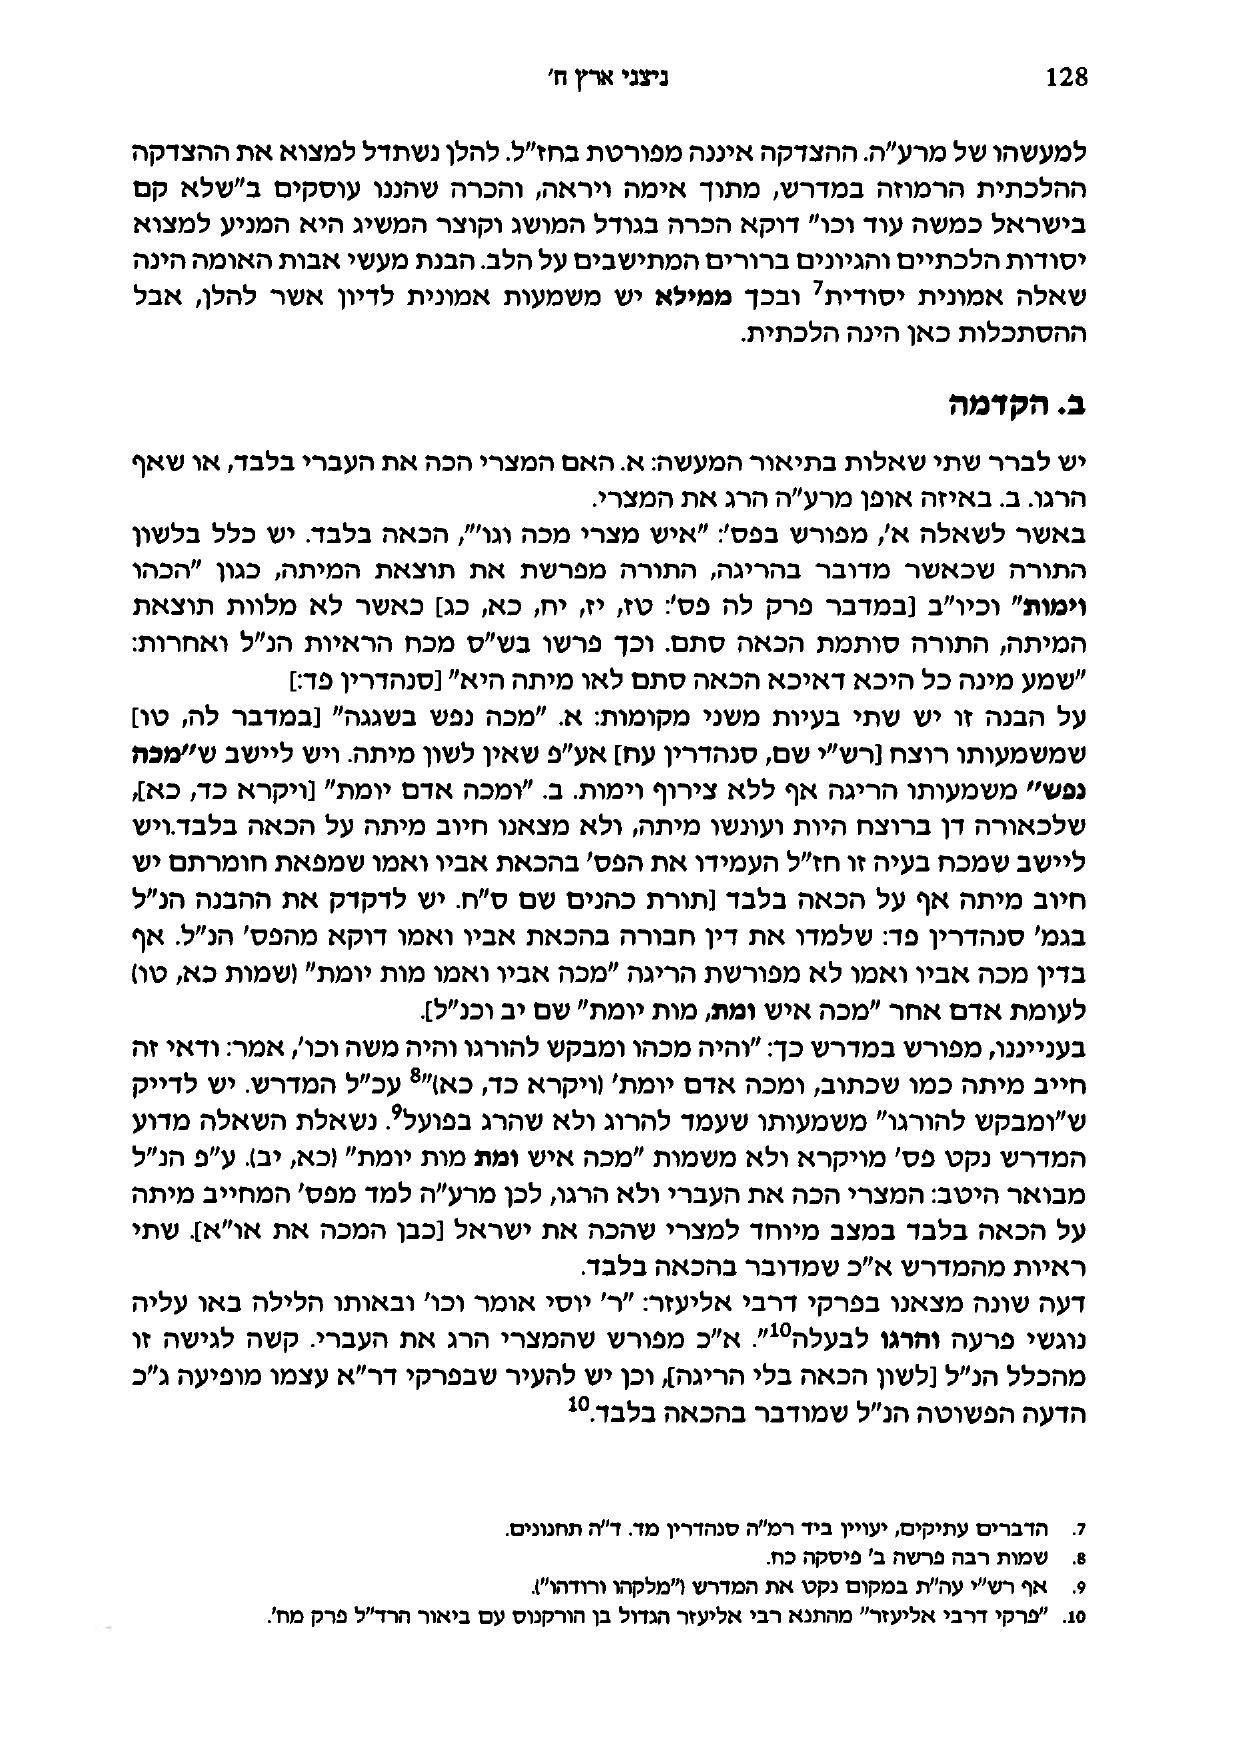 128
ניצני ארץ ח'
למעשהו של מרע"ה. ההצדקה איננה מפורטת בחז"ל. להלן נשתדל למצוא את ההצדקה
ההלכתית הרמוזה במדרש, מתוך אימה ויראה, והכרה שהננו עוסקים ב"שלא קם
בישראל כמשה עוד וכו" דוקא הכרה בגודל המושג וקוצר המשיג היא המניע למצוא
יסודות הלכתיים והגיונים ברורים המתישבים על הלב. הבנת מעשי אבות האומה הינה
שאלה אמונית יסודית7 ובכך ממילא יש משמעות אמונית לדיון אשר להלן, אבל
ההסתכלות כאן הינה הלכתית.
ב. הקדמה
יש לברר שתי שאלות בתיאור המעשה: א. האם המצרי הכה את העברי בלבד, או שאף
הרגו. ב. באיזה אופן מרע"ה הרג את המצרי.
באשר לשאלה א', מפורש בפס': "איש מצרי מכה וגו'", הכאה בלבד. יש כלל בלשון
התורה שכאשר מדובר בהריגה, התורה מפרשת את תוצאת המיתה, כגון "הכהו
וימות" וכיו"ב [במדבר פרק לה פס': טז, יז, יח, כא, כג] כאשר לא מלוות תוצאת
המיתה, התורה סותמת הכאה סתם. וכך פרשו בש"ס מכח הראיות הנ"ל ואחרות:
"שמע מינה כל היכא דאיכא הכאה סתם לאו מיתה היא" [סנהדרין פד:]
על הבנה זו יש שתי בעיות משני מקומות: א. "מכה נפש בשגגה" [במדבר לה, טו]
שמשמעותו רוצח [רש"י שם, סנהדרין עח] אע"פ שאין לשון מיתה. ויש ליישב ש"מכה
נפש" משמעותו הריגה אף ללא צירוף וימות. ב. "ומכה אדם יומת" [ויקרא כד, כא],
שלכאורה דן ברוצח היות ועונשו מיתה, ולא מצאנו חיוב מיתה על הכאה בלבד.ויש
ליישב שמכח בעיה זו חז"ל העמידו את הפס' בהכאת אביו ואמו שמפאת חומרתם יש
חיוב מיתה אף על הכאה בלבד [תורת כהנים שם ס"ח. יש לדקדק את ההבנה הנ"ל
בגמ' סנהדרין פד: שלמדו את דין חבורה בהכאת אביו ואמו דוקא מהפס' הנ"ל. אף
בדין מכה אביו ואמו לא מפורשת הריגה "מכה אביו ואמו מות יומת" (שמות כא, טו)
לעומת אדם אחר "מכה איש ומת, מות יומת" שם יב וכנ"ל].
בענייננו, מפורש במדרש כך: "והיה מכהו ומבקש להורגו והיה משה וכו', אמר: ודאי זה
חייב מיתה כמו שכתוב, ומכה אדם יומת' (ויקרא כד, כא)"8 עכ"ל המדרש. יש לדייק
ש"ומבקש להורגו" משמעותו שעמד להרוג ולא שהרג בפועל9. נשאלת השאלה מדוע
המדרש נקט פס' מויקרא ולא משמות "מכה איש ומת מות יומת" (כא, יב). ע"פ הנ"ל
מבואר היטב: המצרי הכה את העברי ולא הרגו, לכן מרע"ה למד מפס' המחייב מיתה
על הכאה בלבד במצב מיוחד למצרי שהכה את ישראל [כבן המכה את או"א]. שתי
ראיות מהמדרש א"כ שמדובר בהכאה בלבד.
דעה שונה מצאנו בפרקי דרבי אליעזר: "ר' יוסי אומר וכו' ובאותו הלילה באו עליה
נוגשי פרעה והרגו לבעלה10". א"כ מפורש שהמצרי הרג את העברי. קשה לגישה זו
מהכלל הנ"ל [לשון הכאה בלי הריגה], וכן יש להעיר שבפרקי דר"א עצמו מופיעה ג"כ
הדעה הפשוטה הנ"ל שמודבר בהכאה בלבד.10
7. הדברים עתיקים, יעויין ביד רמ"ה סנהדרין מד. ד"ה תחנונים.
8. שמות רבה פרשה ב' פיסקה כח.
9. אף רש"י עה"ת במקום נקט את המדרש ("מלקהו ורודהו").
10. "פרקי דרבי אליעזר" מהתנא רבי אליעזר הגדול בן הורקנוס עם ביאור הרד"ל פרק מח'.